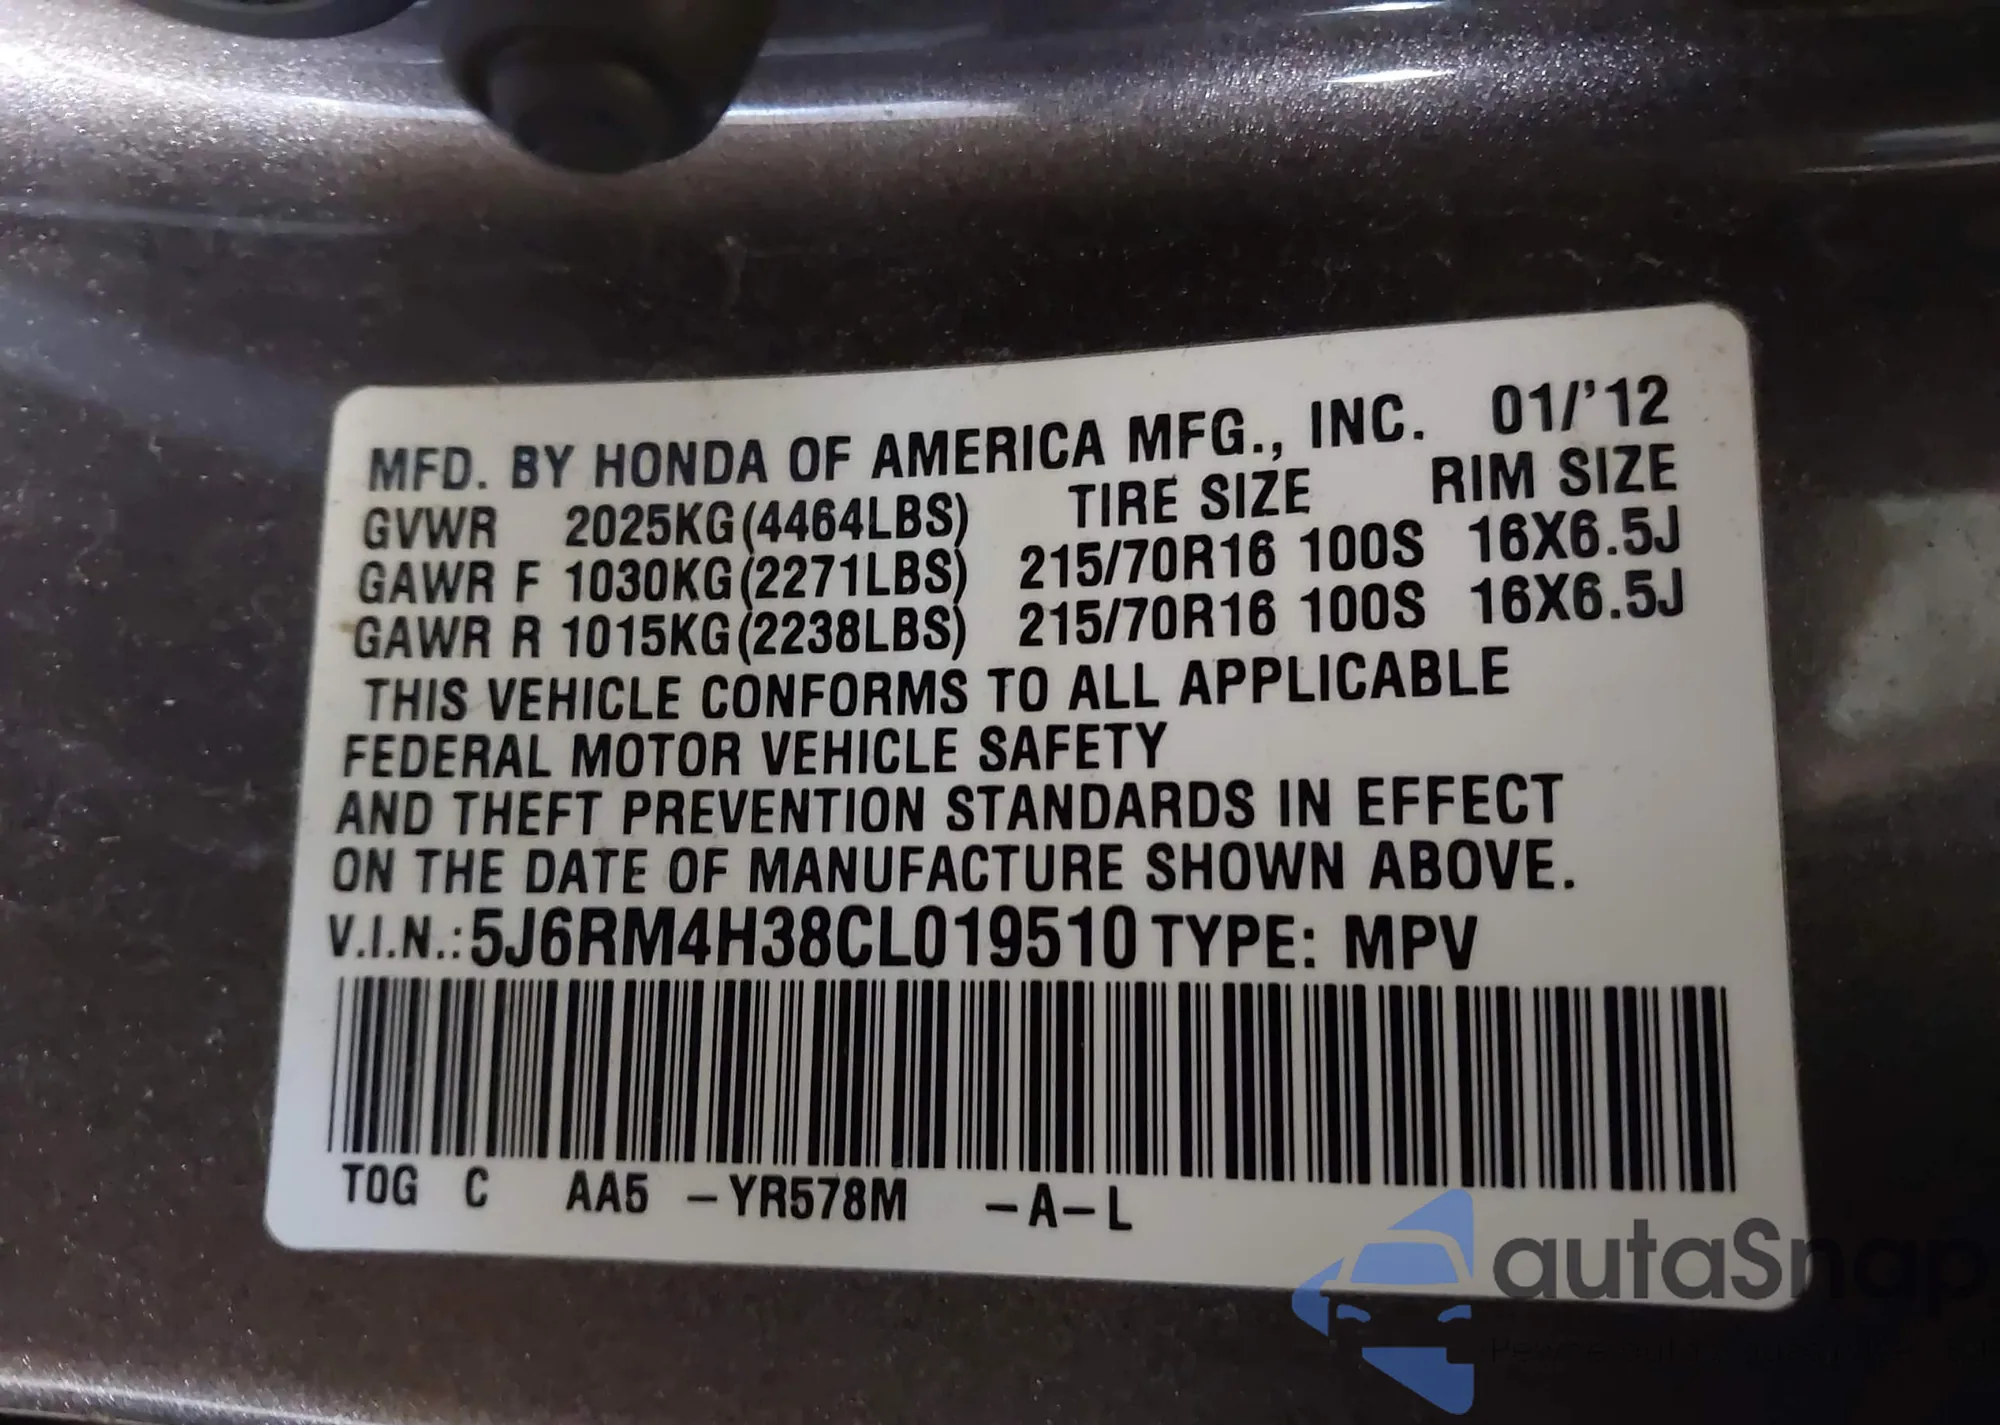 MFD. BY HONDA OF AMERICA MFG., INC. 01/'12
GVWR 2025KG(4464LBS) TIRE SIZE RIM SIZE
GAWR F 1030KG(2271LBS) 215/70R16 100S 16X6.5J
GAWR R 1015KG(2238LBS) 215/70R16 100S 16X6.5J
THIS VEHICLE CONFORMS TO ALL APPLICABLE
FEDERAL MOTOR VEHICLE SAFETY
AND THEFT PREVENTION STANDARDS IN EFFECT
ON THE DATE OF MANUFACTURE SHOWN ABOVE.
V.I.N.:5J6RM4H38CL019510 TYPE: MPV
TOG C AA5 -YR578M -A-L
autaSnap